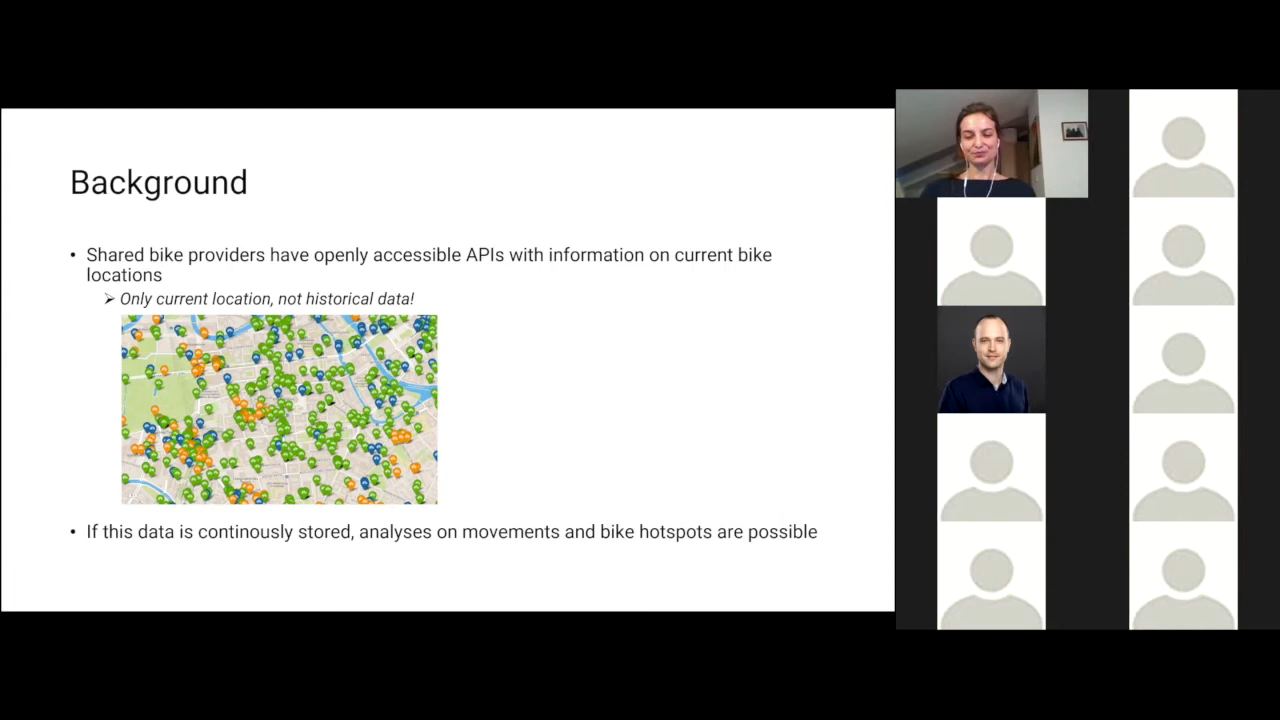 Background
• Shared bike providers have openly accessible APIs with information on current bike
locations
➢ Only current location, not historical data!
• If this data is continously stored, analyses on movements and bike hotspots are possible